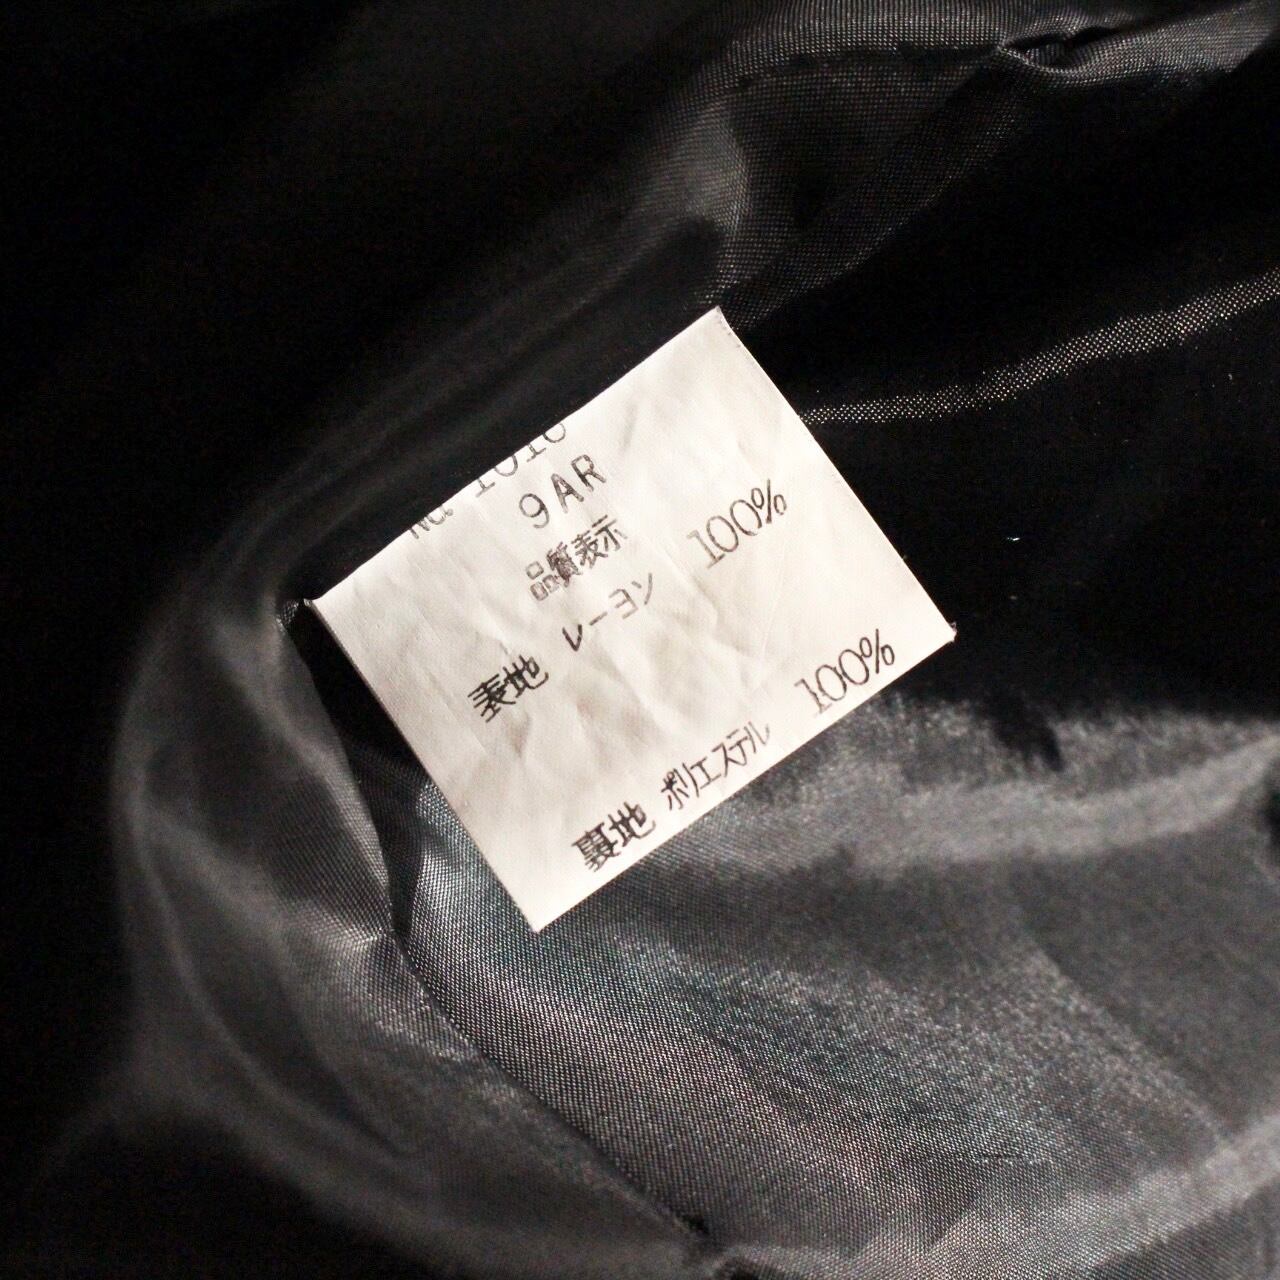 9AR
品質表示
表地 レーヨン 100%
裏地 ポリエステル 100%